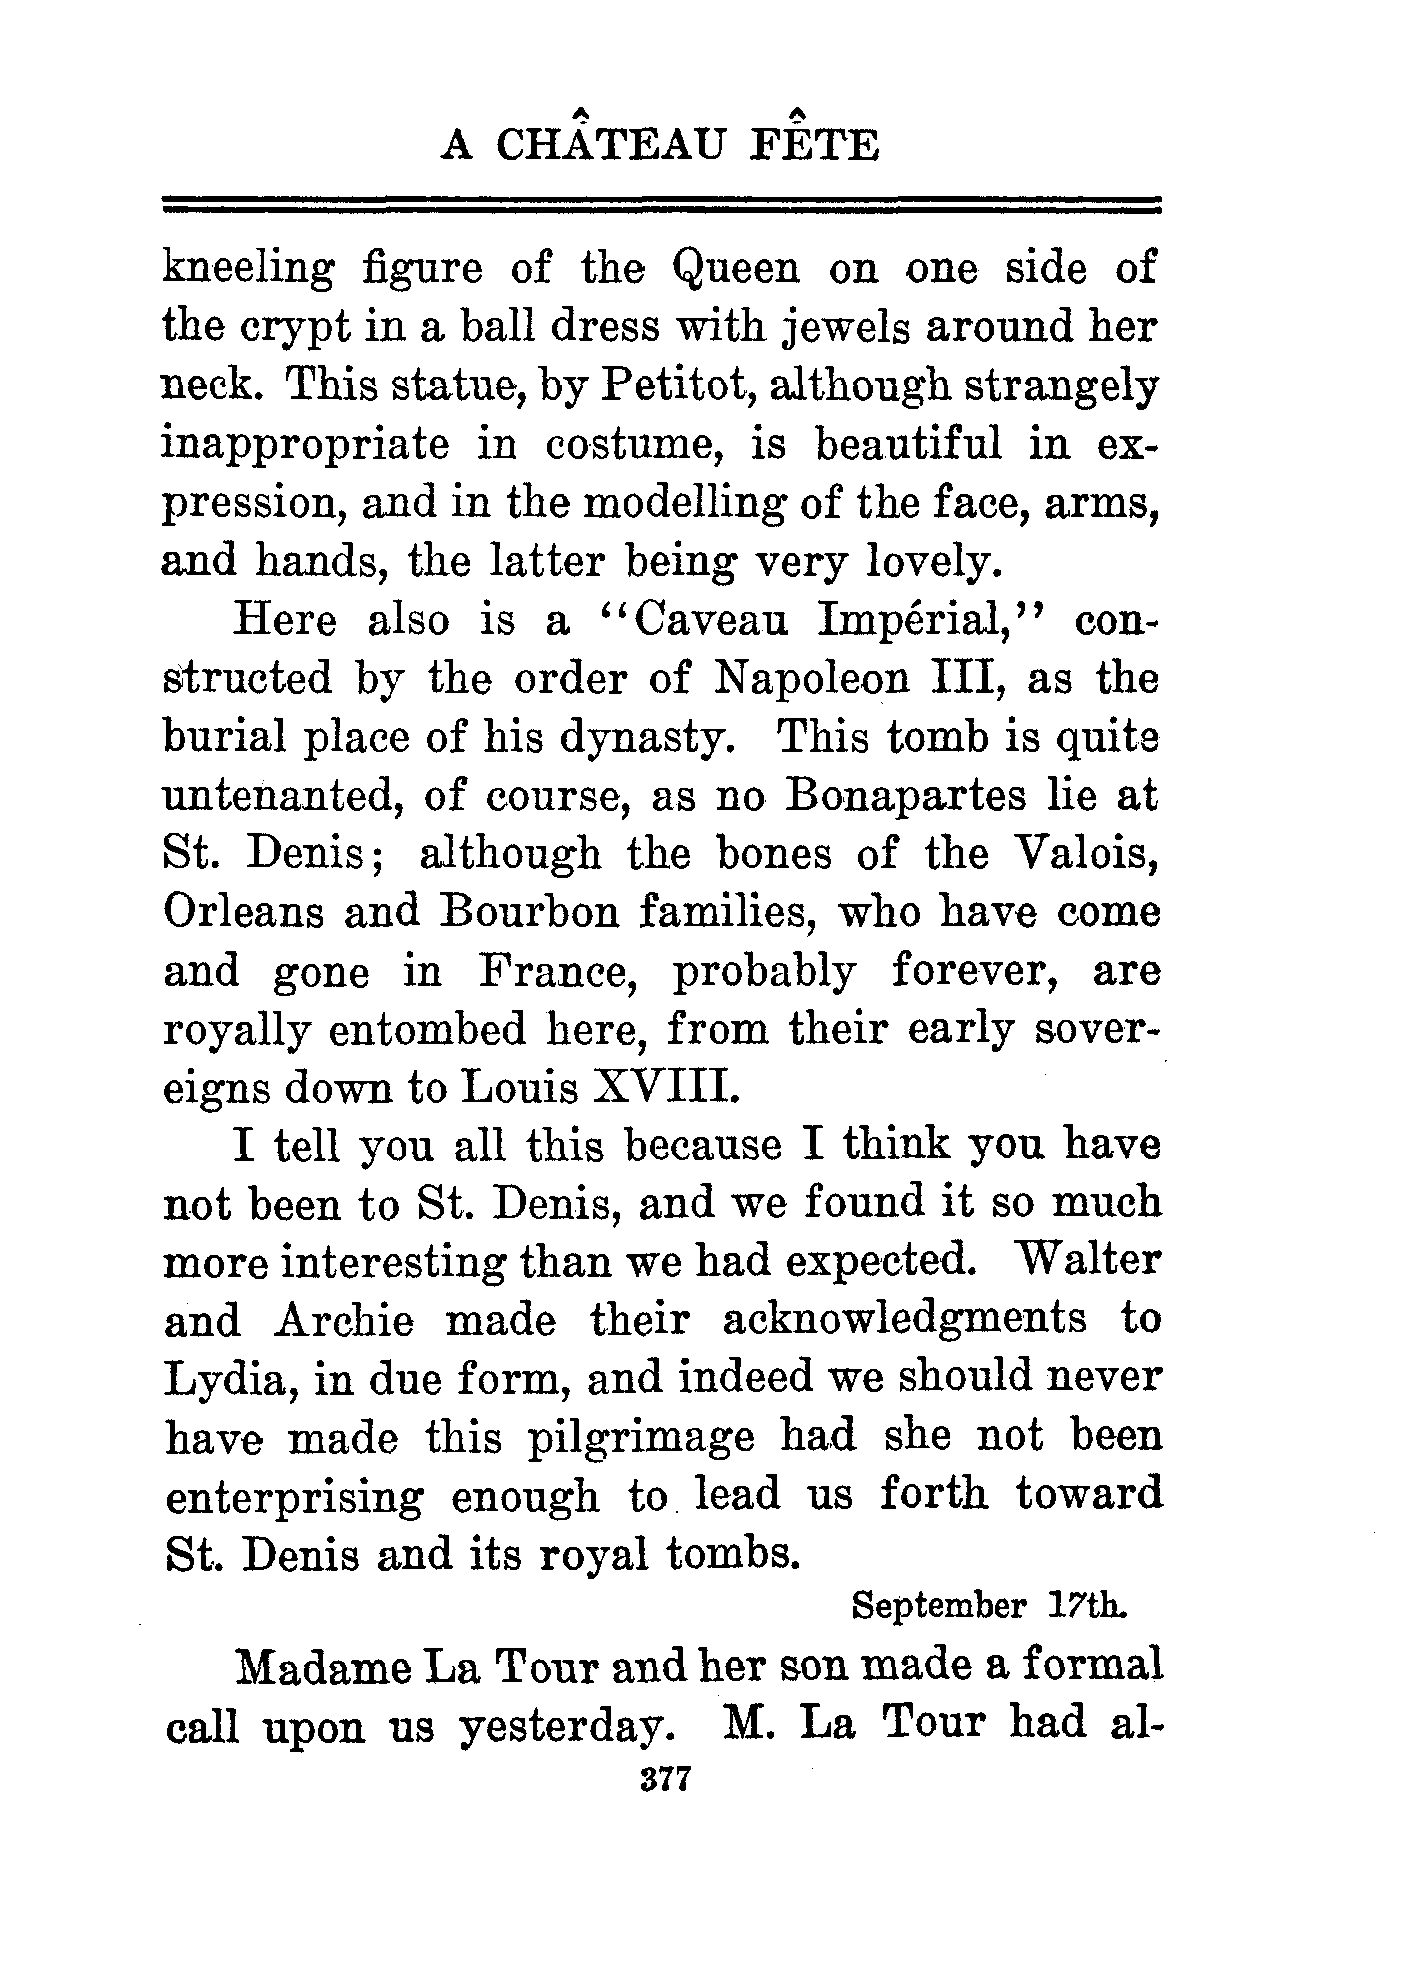 A CHÂTEAU FÊTE
kneeling figure of the Queen on one side of
the crypt in a ball dress with jewels around her
neck. This statue, by Petitot, although strangely
inappropriate in costume, is beautiful in ex-
pression, and in the modelling of the face, arms,
and hands, the latter being very lovely.
Here also is a "Caveau Impérial," con-
structed by the order of Napoleon III, as the
burial place of his dynasty. This tomb is quite
untenanted, of course, as no Bonapartes lie at
St. Denis; although the bones of the Valois,
Orleans and Bourbon families, who have come
and gone in France, probably forever, are
royally entombed here, from their early sover-
eigns down to Louis XVIII.
I tell you all this because I think you have
not been to St. Denis, and we found it so much
more interesting than we had expected. Walter
and Archie made their acknowledgments to
Lydia, in due form, and indeed we should never
have made this pilgrimage had she not been
enterprising enough to lead us forth toward
St. Denis and its royal tombs.
September 17th.
Madame La Tour and her son made a formal
call upon us yesterday. M. La Tour had al-
377